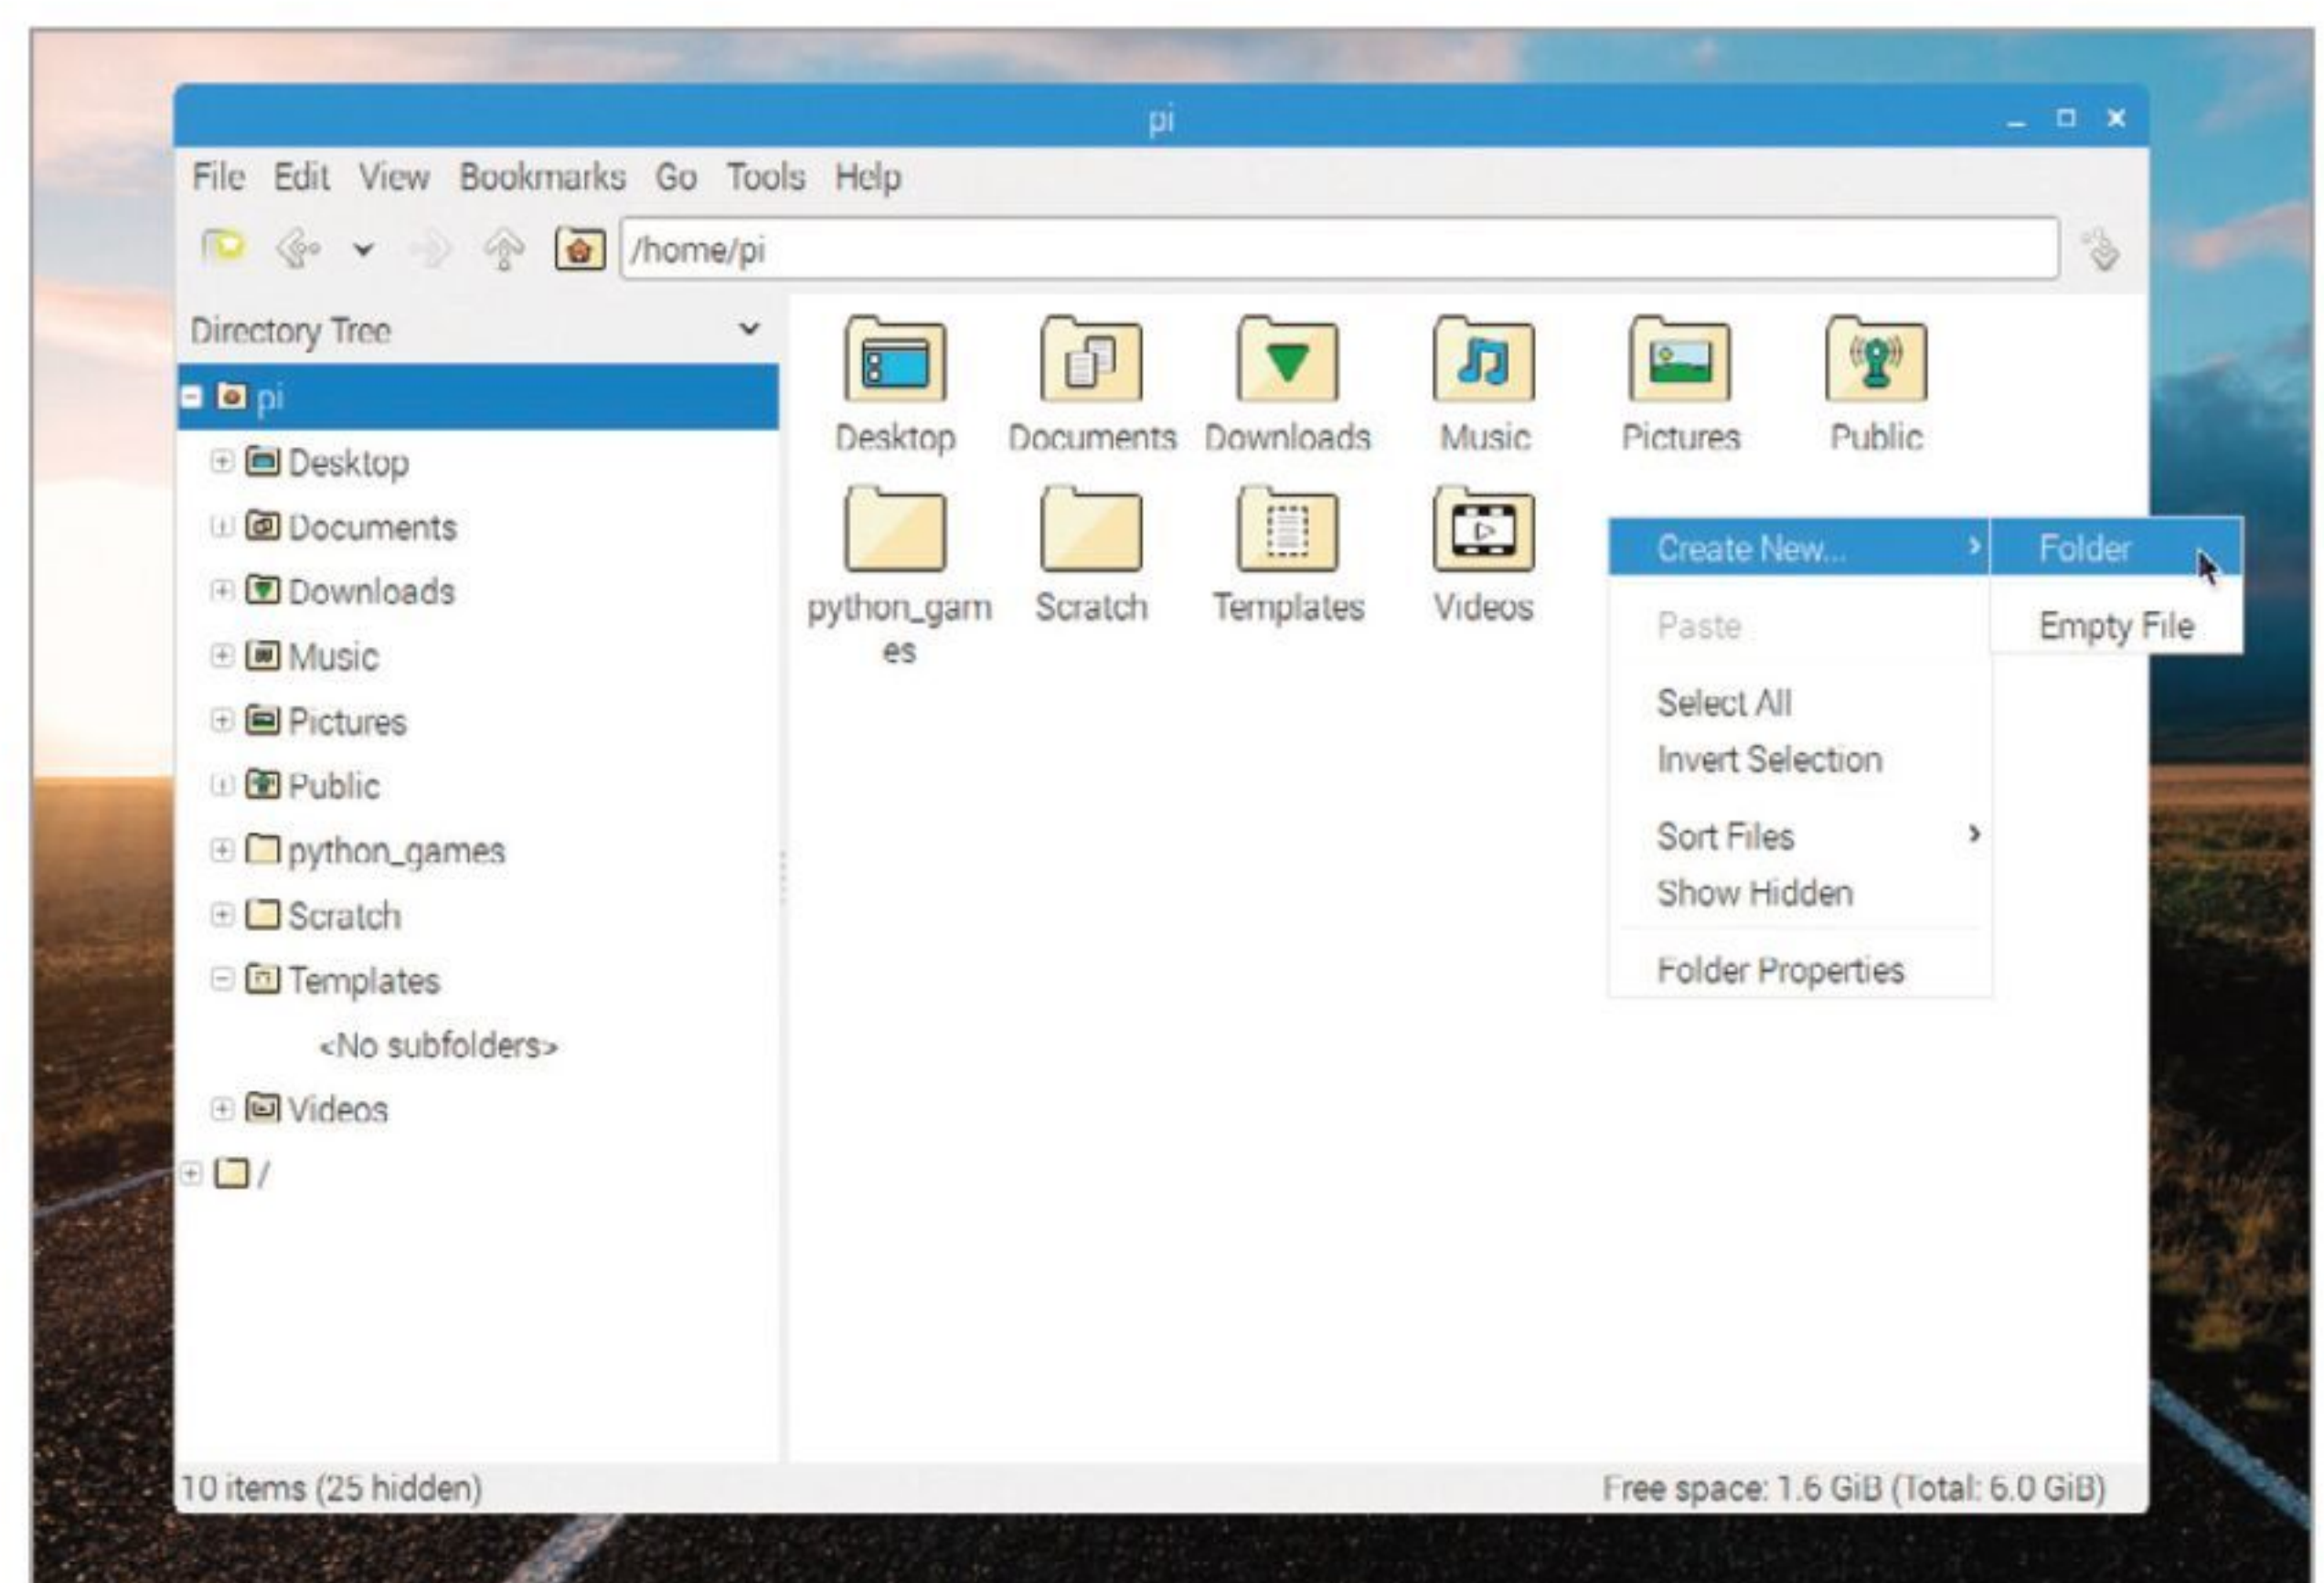 pi
File Edit View Bookmarks Go Tools Help
/home/pi
Directory Tree
pi
Desktop
Documents
Downloads
Music
Pictures
Public
python_games
Scratch
Templates
<No subfolders>
Videos
/
Desktop Documents Downloads Music Pictures Public
python_gam Scratch Templates Videos
es
Create New...
Paste
Select All
Invert Selection
Sort Files
Show Hidden
Folder Properties
Folder
Empty File
10 items (25 hidden)
Free space: 1.6 GiB (Total: 6.0 GiB)